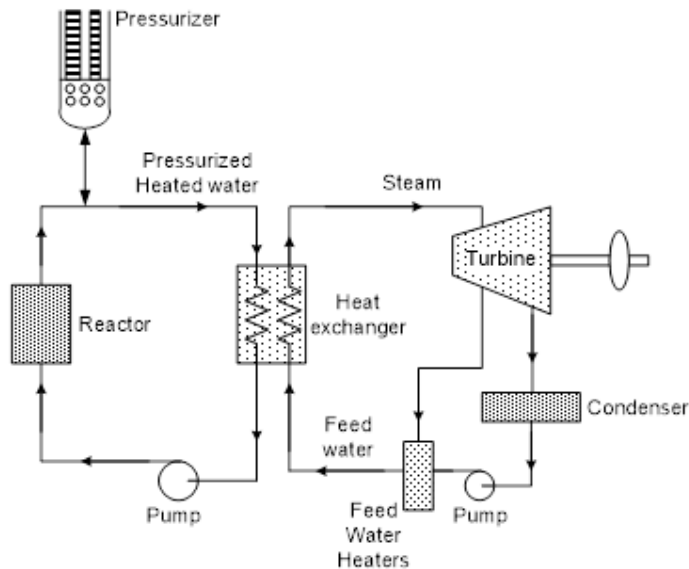 Pressurizer
Pressurized
Heated water
Steam
Turbine
Reactor
Heat
exchanger
Condenser
Feed
water
Pump
Feed
Water
Heaters
Pump